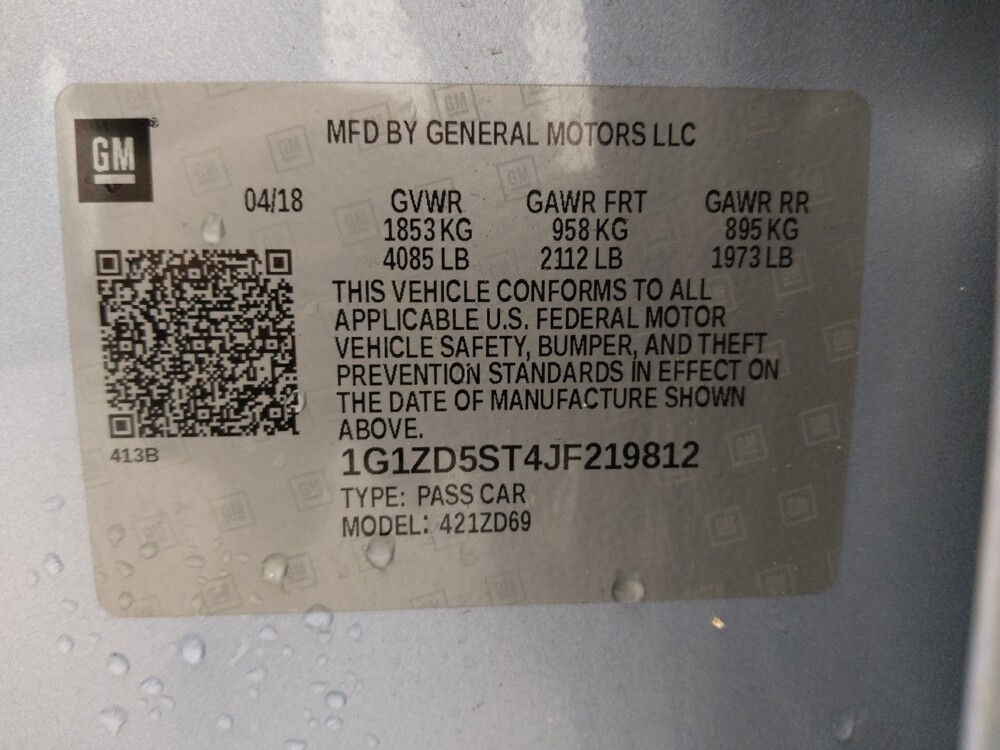 GM
MFD BY GENERAL MOTORS LLC
04/18 GVWR GAWR FRT GAWR RR
1853 KG 958 KG 895 KG
4085 LB 2112 LB 1973 LB
THIS VEHICLE CONFORMS TO ALL
APPLICABLE U.S. FEDERAL MOTOR
VEHICLE SAFETY, BUMPER, AND THEFT
PREVENTION STANDARDS IN EFFECT ON
THE DATE OF MANUFACTURE SHOWN
ABOVE.
413B
1G1ZD5ST4JF219812
TYPE: PASS CAR
MODEL: 421ZD69